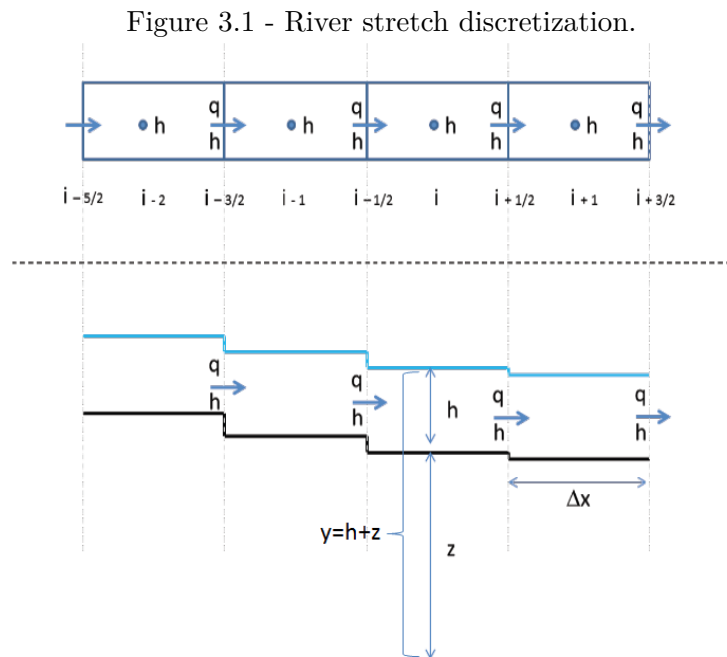 Figure 3.1 - River stretch discretization.
q q q q
h h h h
h h h h
i – 5/2 i - 2 i – 3/2 i - 1 i – 1/2 i i + 1/2 i + 1 i + 3/2
q
h
q
h
h
q
h
q
h
Δx
y=h+z
z